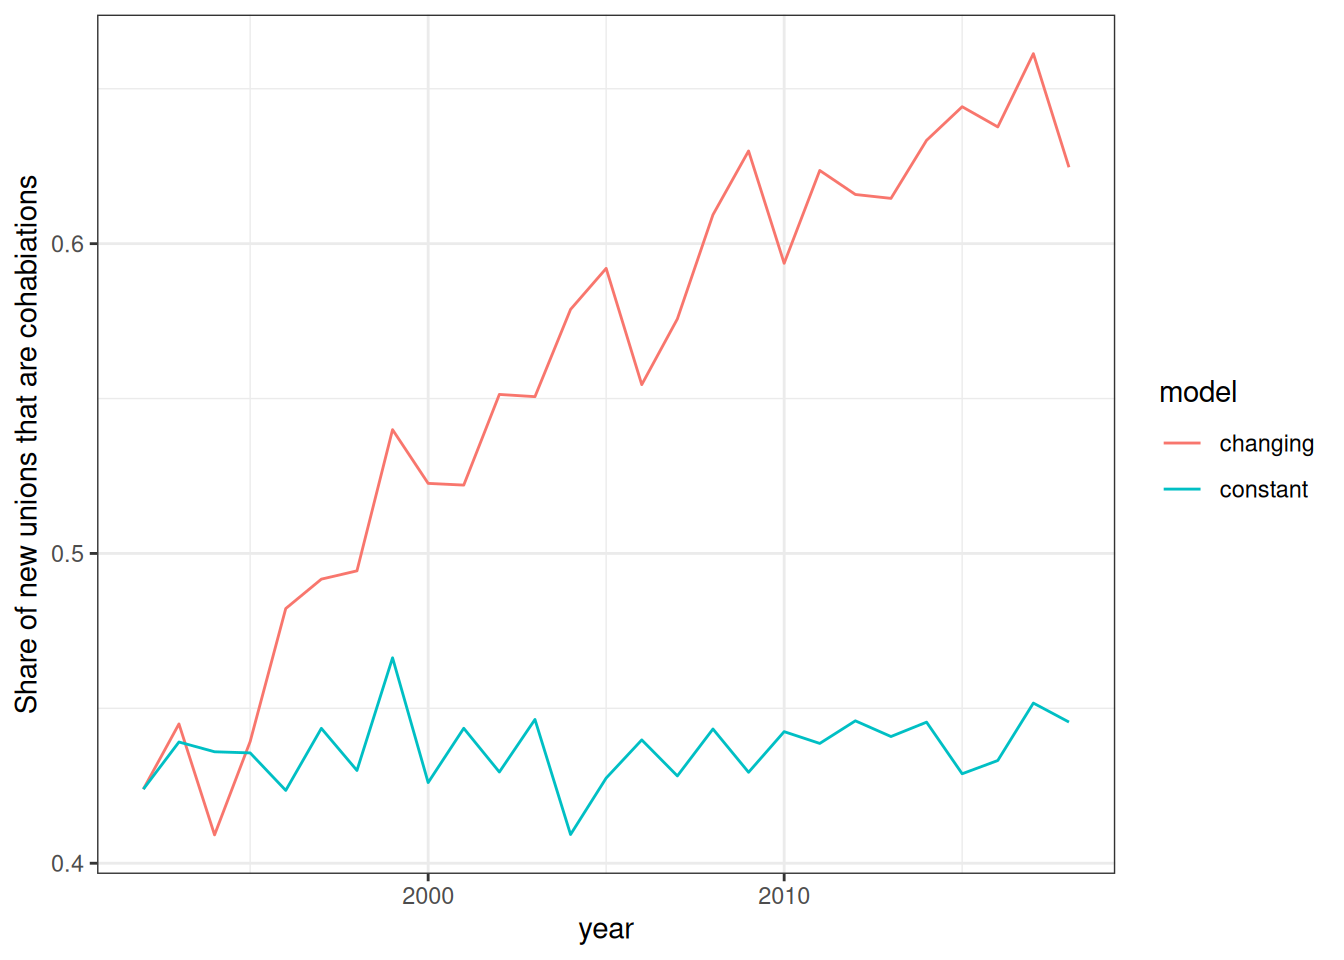 Share of new unions that are cohabiations
0.6
0.5
0.4
2000
2010
year
model
changing
constant